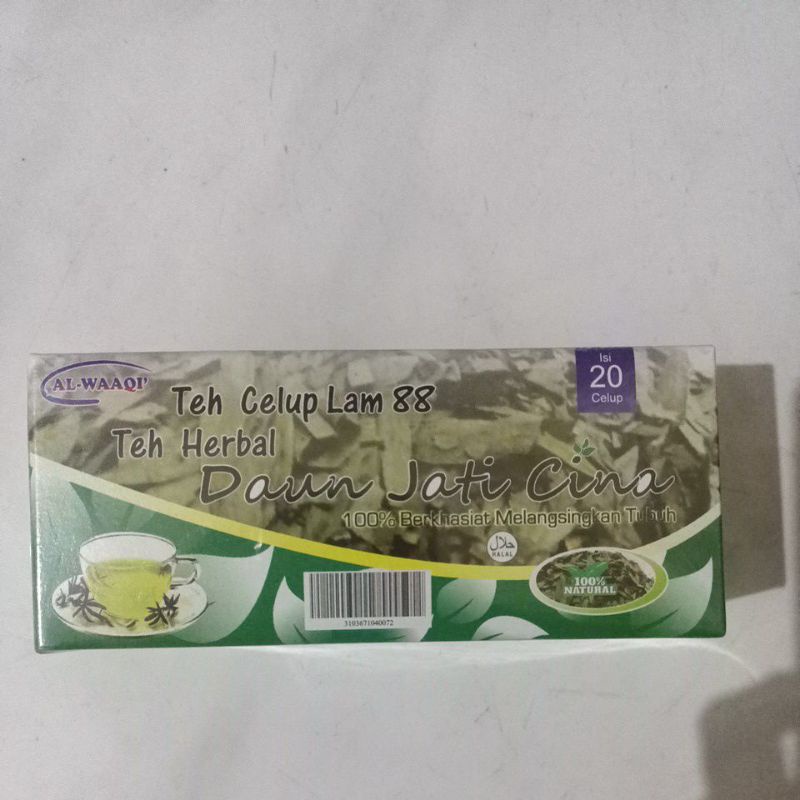 AL-WAAQI'
Isi
20
Celup
Teh Celup Lam 88
Teh Herbal
Daun Jati Cina
100% Berkhasiat Melangsingkan Tubuh
حلال
HALAL
100%
NATURAL
3193671040072